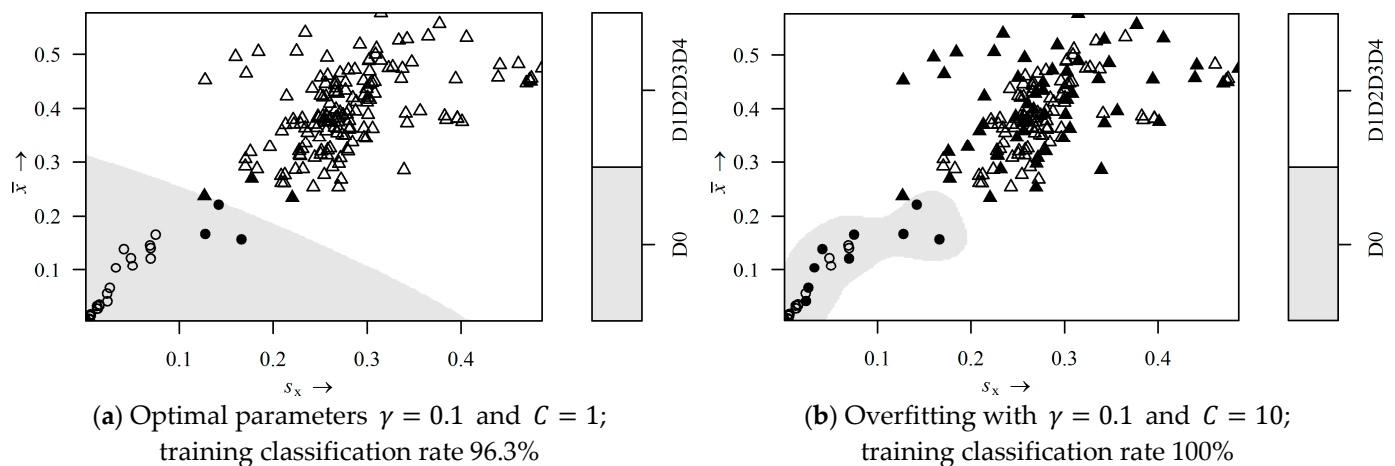 0.5
0.4
0.3
0.2
0.1
x̅ →
0.1 0.2 0.3 0.4
s_x →
D1D2D3D4
D0
(a) Optimal parameters γ = 0.1 and C = 1;
training classification rate 96.3%
0.5
0.4
0.3
0.2
0.1
x̅ →
0.1 0.2 0.3 0.4
s_x →
D1D2D3D4
D0
(b) Overfitting with γ = 0.1 and C = 10;
training classification rate 100%